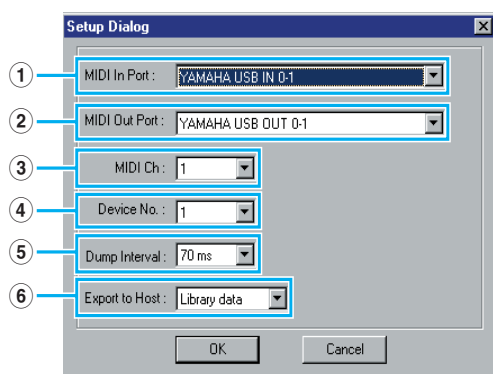 Setup Dialog
① MIDI In Port : YAMAHA USB IN 0-1
② MIDI Out Port : YAMAHA USB OUT 0-1
③ MIDI Ch : 1
④ Device No. : 1
⑤ Dump Interval : 70 ms
⑥ Export to Host : Library data
OK Cancel